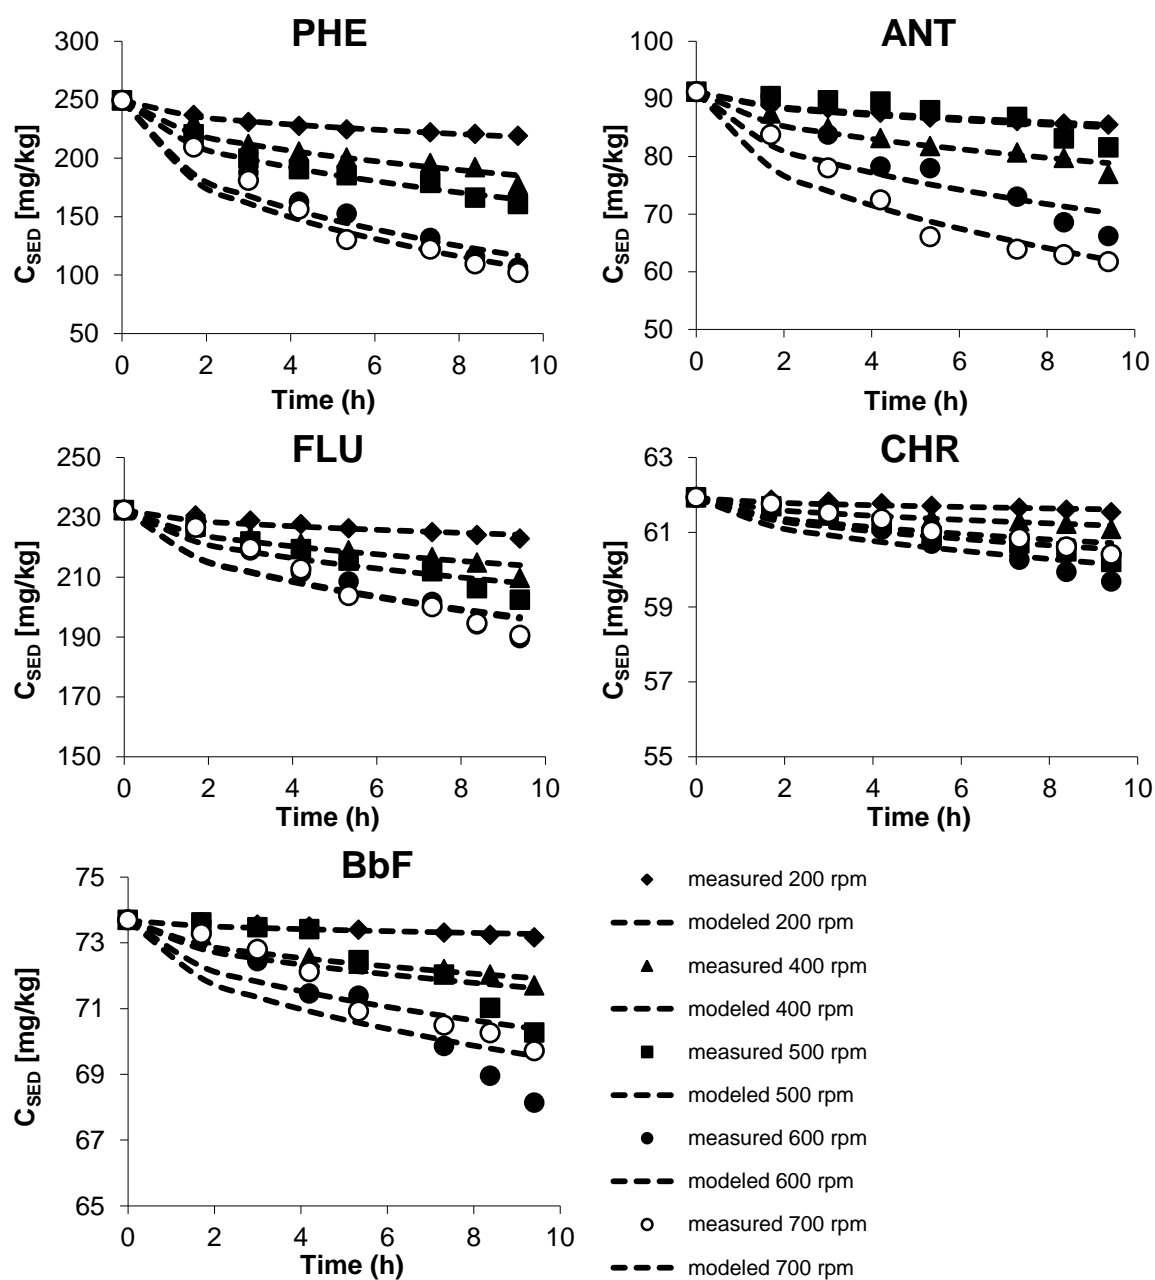 PHE
300
250
200
150
100
50
C_SED [mg/kg]
0 2 4 6 8 10
Time (h)
ANT
100
90
80
70
60
50
C_SED [mg/kg]
0 2 4 6 8 10
Time (h)
FLU
250
230
210
190
170
150
C_SED [mg/kg]
0 2 4 6 8 10
Time (h)
CHR
63
61
59
57
55
C_SED [mg/kg]
0 2 4 6 8 10
Time (h)
BbF
75
73
71
69
67
65
C_SED [mg/kg]
0 2 4 6 8 10
Time (h)
measured 200 rpm
modeled 200 rpm
measured 400 rpm
modeled 400 rpm
measured 500 rpm
modeled 500 rpm
measured 600 rpm
modeled 600 rpm
measured 700 rpm
modeled 700 rpm